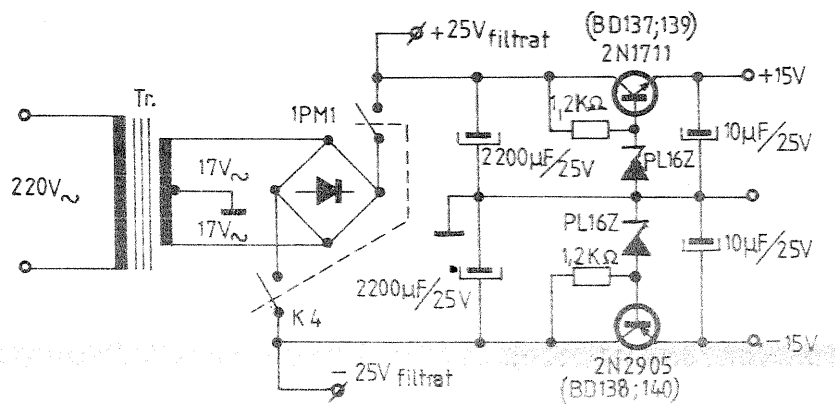 +25V filtrat
(BD137;139)
2N1711
+15V
Tr.
1PM1
1,2KΩ
2200µF/25V
PL16Z
10µF/25V
220V~
17V~
17V~
PL16Z
1,2KΩ
10µF/25V
2200µF/25V
K4
-15V
2N2905
(BD138;140)
- 25V filtrat